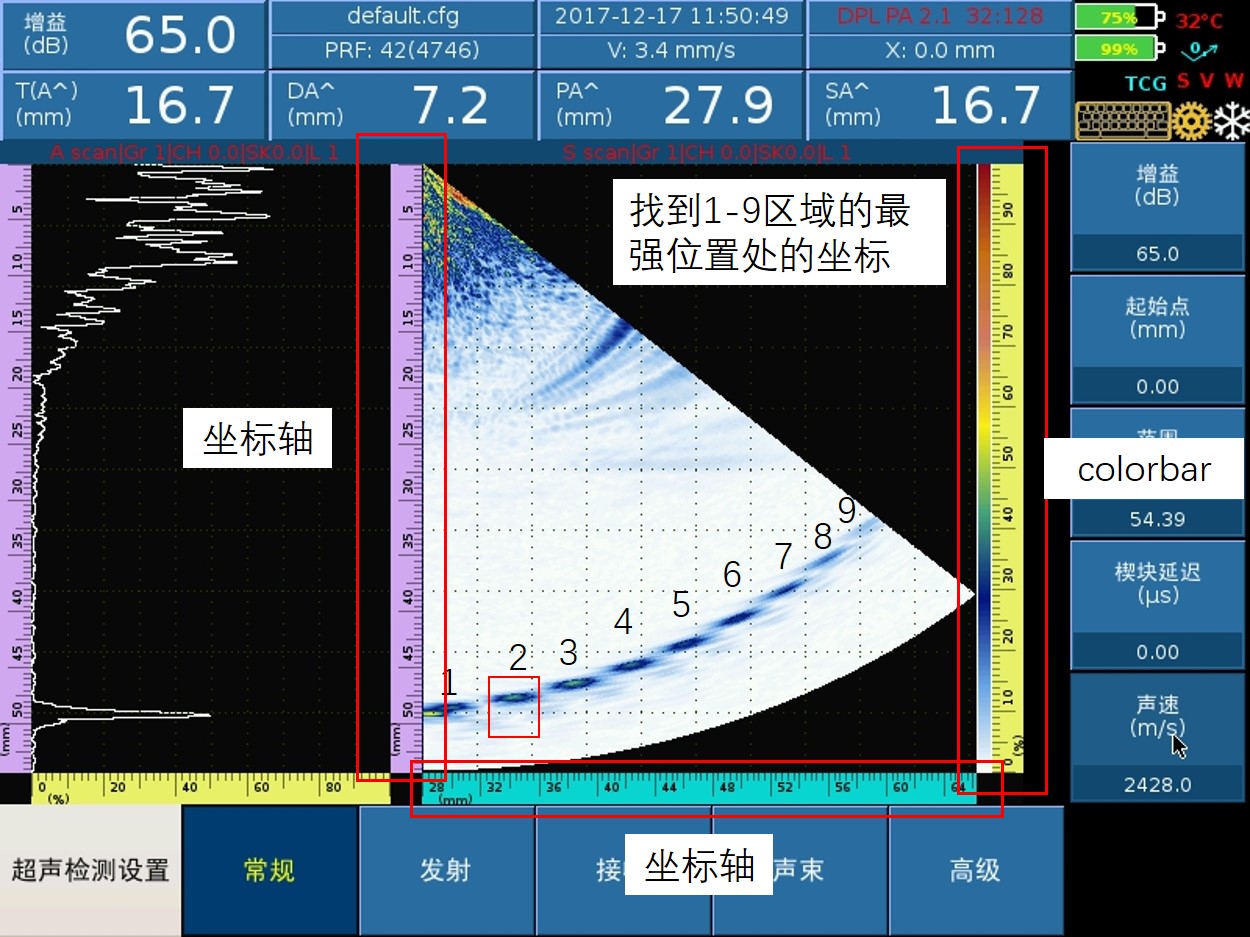 增益
(dB)
65.0
default.cfg
PRF: 42(4746)
2017-12-17 11:50:49
V: 3.4 mm/s
DPL PA 2.1 32:128
X: 0.0 mm
75%
32°C
99%
0
TCG S V W
T(A^)
(mm)
16.7
DA^
(mm)
7.2
PA^
(mm)
27.9
SA^
(mm)
16.7
A scan|Gr 1|CH 0.0|SK0.0|L 1
S scan|Gr 1|CH 0.0|SK0.0|L 1
5
10
15
20
25
30
35
40
45
50
(mm)
0 20 40 60 80
(%)
坐标轴
5
10
15
20
25
30
35
40
45
50
(mm)
找到1-9区域的最
强位置处的坐标
1
2
3
4
5
6
7
8
9
28 32 36 40 44 48 52 56 60 64
(mm)
90
80
70
60
50
40
30
20
10
0
(%)
colorbar
增益
(dB)
65.0
起始点
(mm)
0.00
54.39
楔块延迟
(µs)
0.00
声速
(m/s)
2428.0
超声检测设置
常规
发射
坐标轴
声束
高级